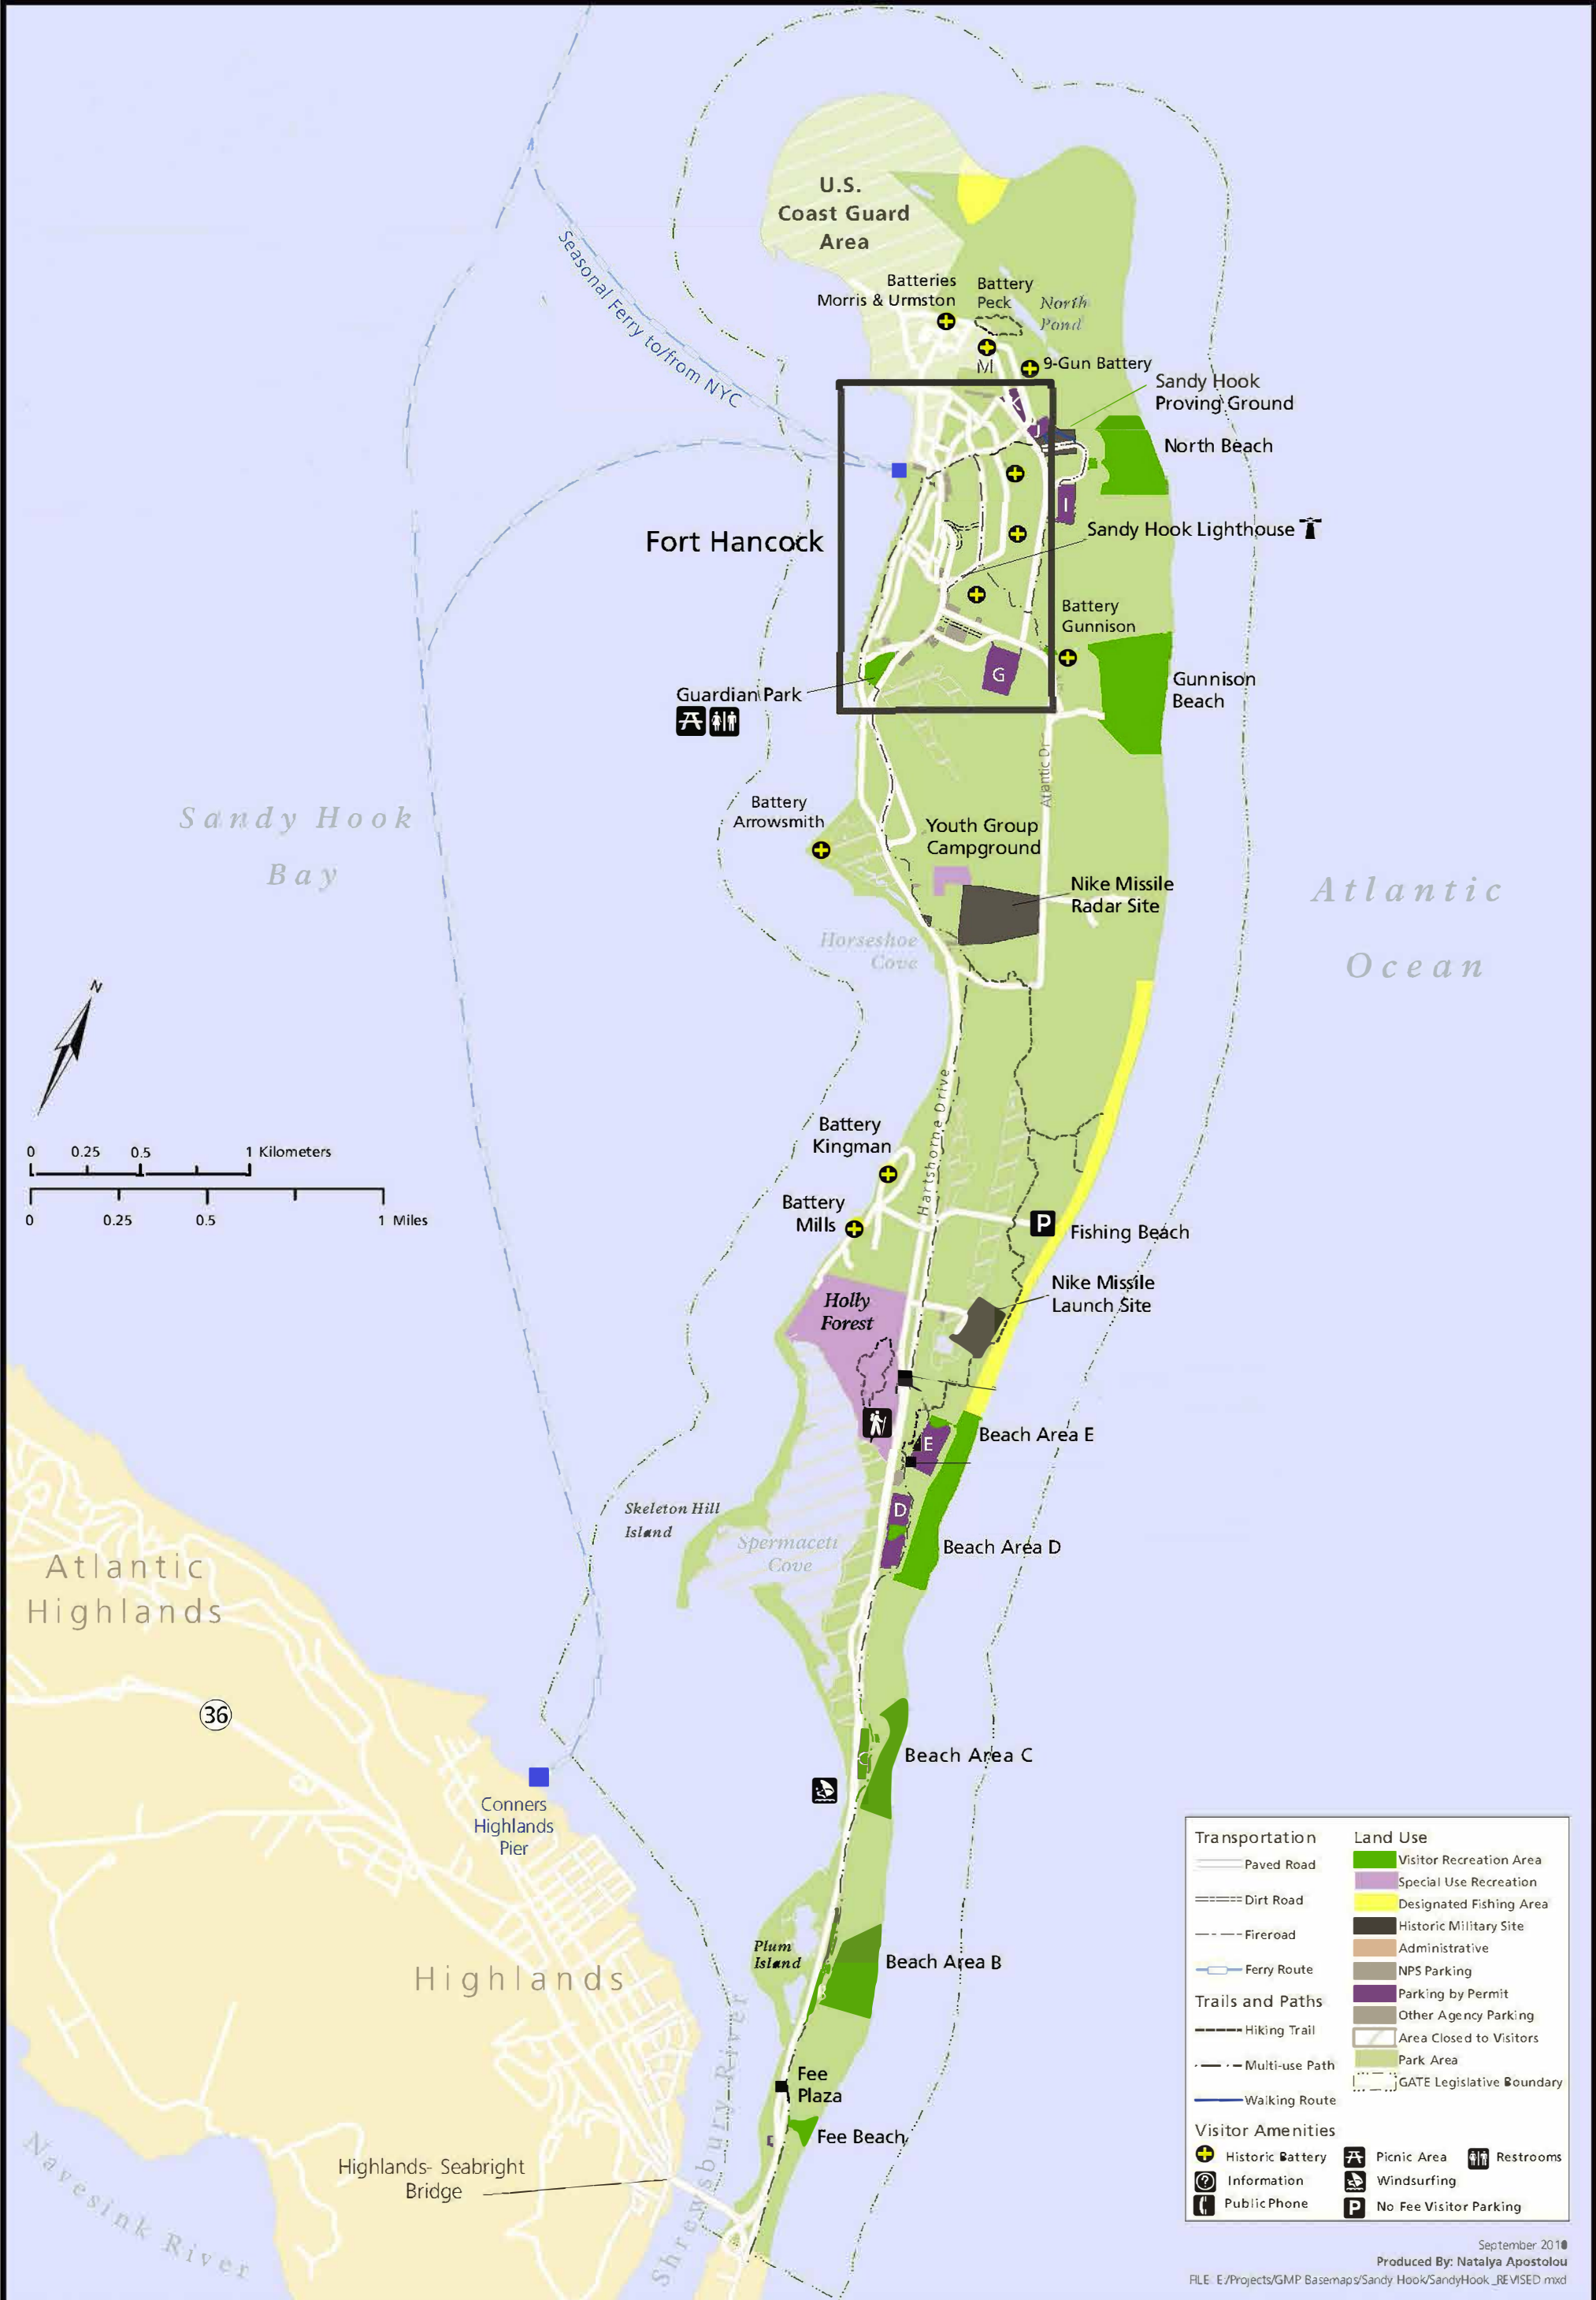 U.S.
Coast Guard
Area
Seasonal Ferry to/from NYC
Batteries
Morris & Urmston
Battery
Peck
North
Pond
ML
9-Gun Battery
Sandy Hook
Proving Ground
K
J
North Beach
I
Sandy Hook Lighthouse
Fort Hancock
Battery
Gunnison
G
Gunnison
Beach
Guardian Park
Atlantic Dr
Battery
Arrowsmith
Youth Group
Campground
Nike Missile
Radar Site
Sandy Hook
Bay
Atlantic
Ocean
Horseshoe
Cove
N
0 0.25 0.5 1 Kilometers
0 0.25 0.5 1 Miles
Hartshorne Drive
Battery
Kingman
Battery
Mills
P
Fishing Beach
Nike Missile
Launch Site
Holly
Forest
E
Beach Area E
D
Skeleton Hill
Island
Spermaceti
Cove
Beach Area D
Atlantic
Highlands
36
C
Beach Area C
Conners
Highlands
Pier
Plum
Island
Beach Area B
B
Highlands
Fee
Plaza
Fee Beach
Shrewsbury River
Highlands- Seabright
Bridge
Navesink River
Transportation
Paved Road
Dirt Road
Fireroad
Ferry Route
Trails and Paths
Hiking Trail
Multi-use Path
Walking Route
Land Use
Visitor Recreation Area
Special Use Recreation
Designated Fishing Area
Historic Military Site
Administrative
NPS Parking
Parking by Permit
Other Agency Parking
Area Closed to Visitors
Park Area
GATE Legislative Boundary
Visitor Amenities
Historic Battery
Picnic Area
Restrooms
? Information
Windsurfing
Public Phone
P No Fee Visitor Parking
September 2010
Produced By: Natalya Apostolou
FILE: E:/Projects/GMP Basemaps/Sandy Hook/SandyHook_REVISED.mxd